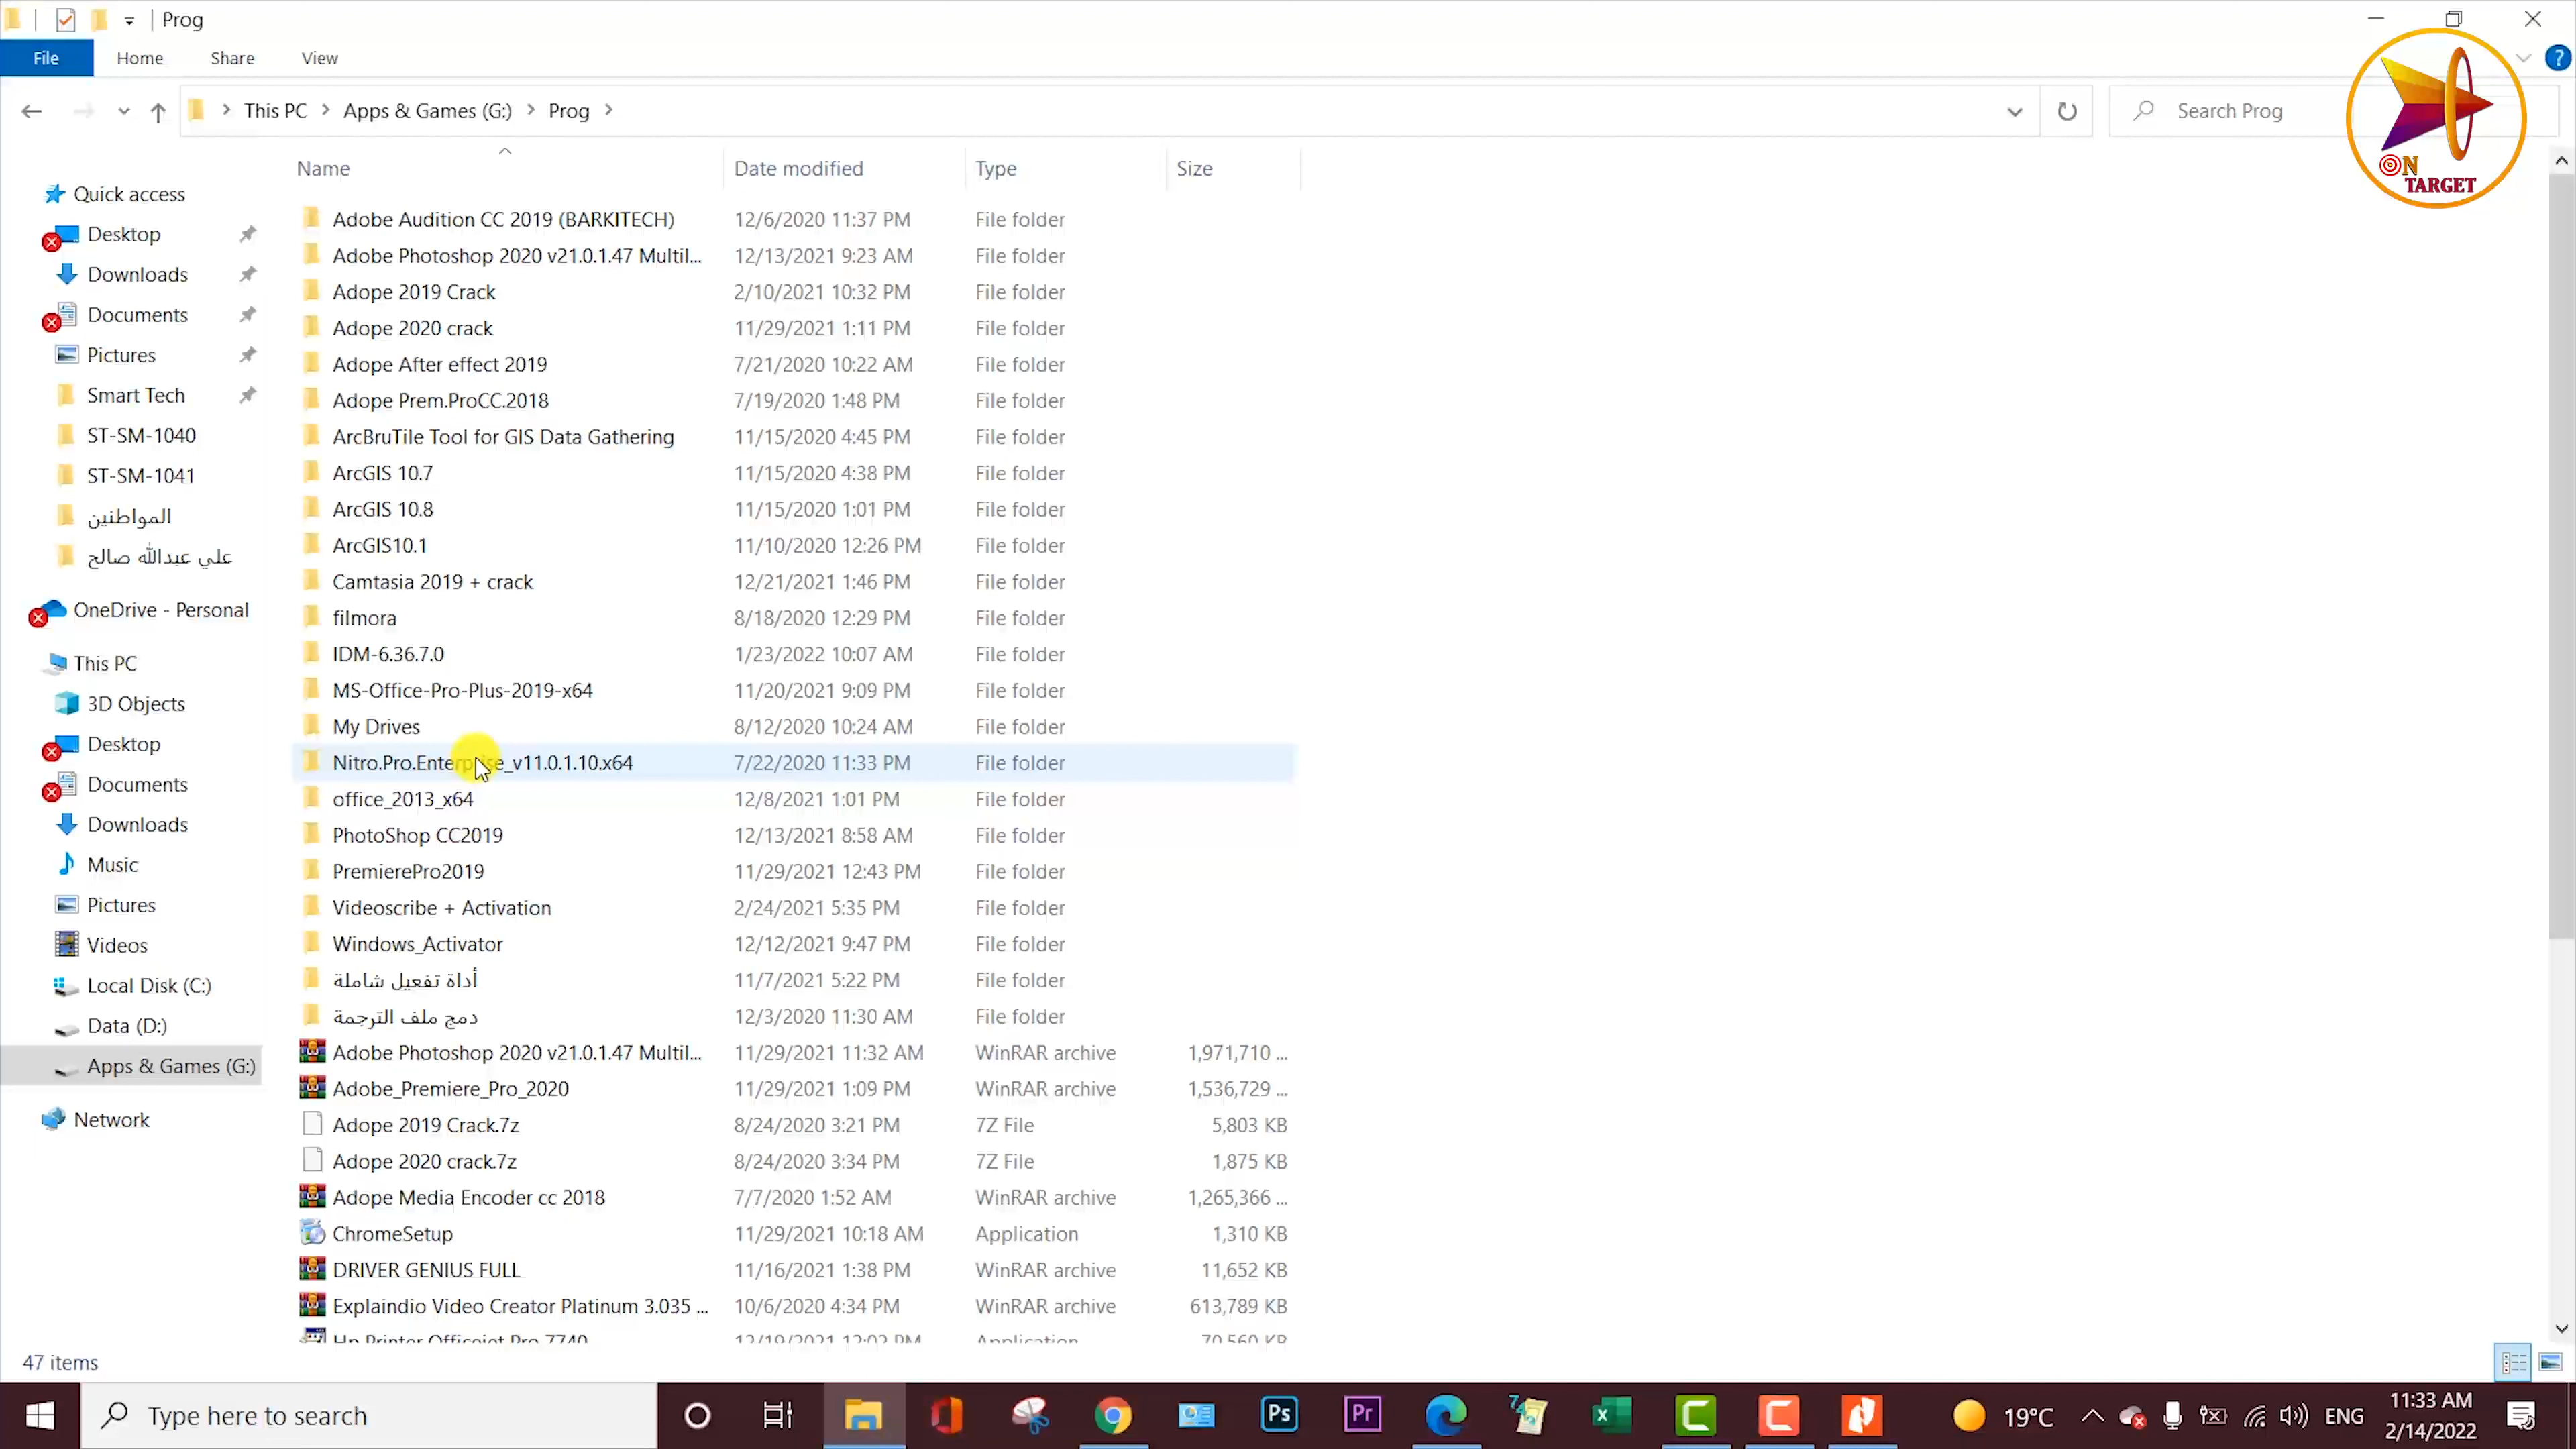 Prog
File Home Share View
This PC Apps & Games (G:) Prog Search Prog
ON
TARGET
Name Date modified Type Size
Quick access
Desktop
Downloads
Documents
Pictures
Smart Tech
ST-SM-1040
ST-SM-1041
المواطنين
علي عبدالله صالح
OneDrive - Personal
This PC
3D Objects
Desktop
Documents
Downloads
Music
Pictures
Videos
Local Disk (C:)
Data (D:)
Apps & Games (G:)
Network
Adobe Audition CC 2019 (BARKITECH) 12/6/2020 11:37 PM File folder
Adobe Photoshop 2020 v21.0.1.47 Multil... 12/13/2021 9:23 AM File folder
Adope 2019 Crack 2/10/2021 10:32 PM File folder
Adope 2020 crack 11/29/2021 1:11 PM File folder
Adope After effect 2019 7/21/2020 10:22 AM File folder
Adope Prem.ProCC.2018 7/19/2020 1:48 PM File folder
ArcBruTile Tool for GIS Data Gathering 11/15/2020 4:45 PM File folder
ArcGIS 10.7 11/15/2020 4:38 PM File folder
ArcGIS 10.8 11/15/2020 1:01 PM File folder
ArcGIS10.1 11/10/2020 12:26 PM File folder
Camtasia 2019 + crack 12/21/2021 1:46 PM File folder
filmora 8/18/2020 12:29 PM File folder
IDM-6.36.7.0 1/23/2022 10:07 AM File folder
MS-Office-Pro-Plus-2019-x64 11/20/2021 9:09 PM File folder
My Drives 8/12/2020 10:24 AM File folder
Nitro.Pro.Enterprise_v11.0.1.10.x64 7/22/2020 11:33 PM File folder
office_2013_x64 12/8/2021 1:01 PM File folder
PhotoShop CC2019 12/13/2021 8:58 AM File folder
PremierePro2019 11/29/2021 12:43 PM File folder
Videoscribe + Activation 2/24/2021 5:35 PM File folder
Windows_Activator 12/12/2021 9:47 PM File folder
أداة تفعيل شاملة 11/7/2021 5:22 PM File folder
دمج ملف الترجمة 12/3/2021 11:30 AM File folder
Adobe Photoshop 2020 v21.0.1.47 Multil... 11/29/2021 11:32 AM WinRAR archive 1,971,710 ...
Adobe_Premiere_Pro_2020 11/29/2021 1:09 PM WinRAR archive 1,536,729 ...
Adope 2019 Crack.7z 8/24/2020 3:21 PM 7Z File 5,803 KB
Adope 2020 crack.7z 8/24/2020 3:34 PM 7Z File 1,875 KB
Adope Media Encoder cc 2018 7/7/2020 1:52 AM WinRAR archive 1,265,366 ...
ChromeSetup 11/29/2021 10:18 AM Application 1,310 KB
DRIVER GENIUS FULL 11/16/2021 1:38 PM WinRAR archive 11,652 KB
Explaindio Video Creator Platinum 3.035 ... 10/6/2020 4:34 PM WinRAR archive 613,789 KB
Hp Printer Officejet Pro 7740 12/19/2021 12:02 PM Application 70,560 KB
47 items
Type here to search
Ps Pr
19°C ENG
11:33 AM
2/14/2022